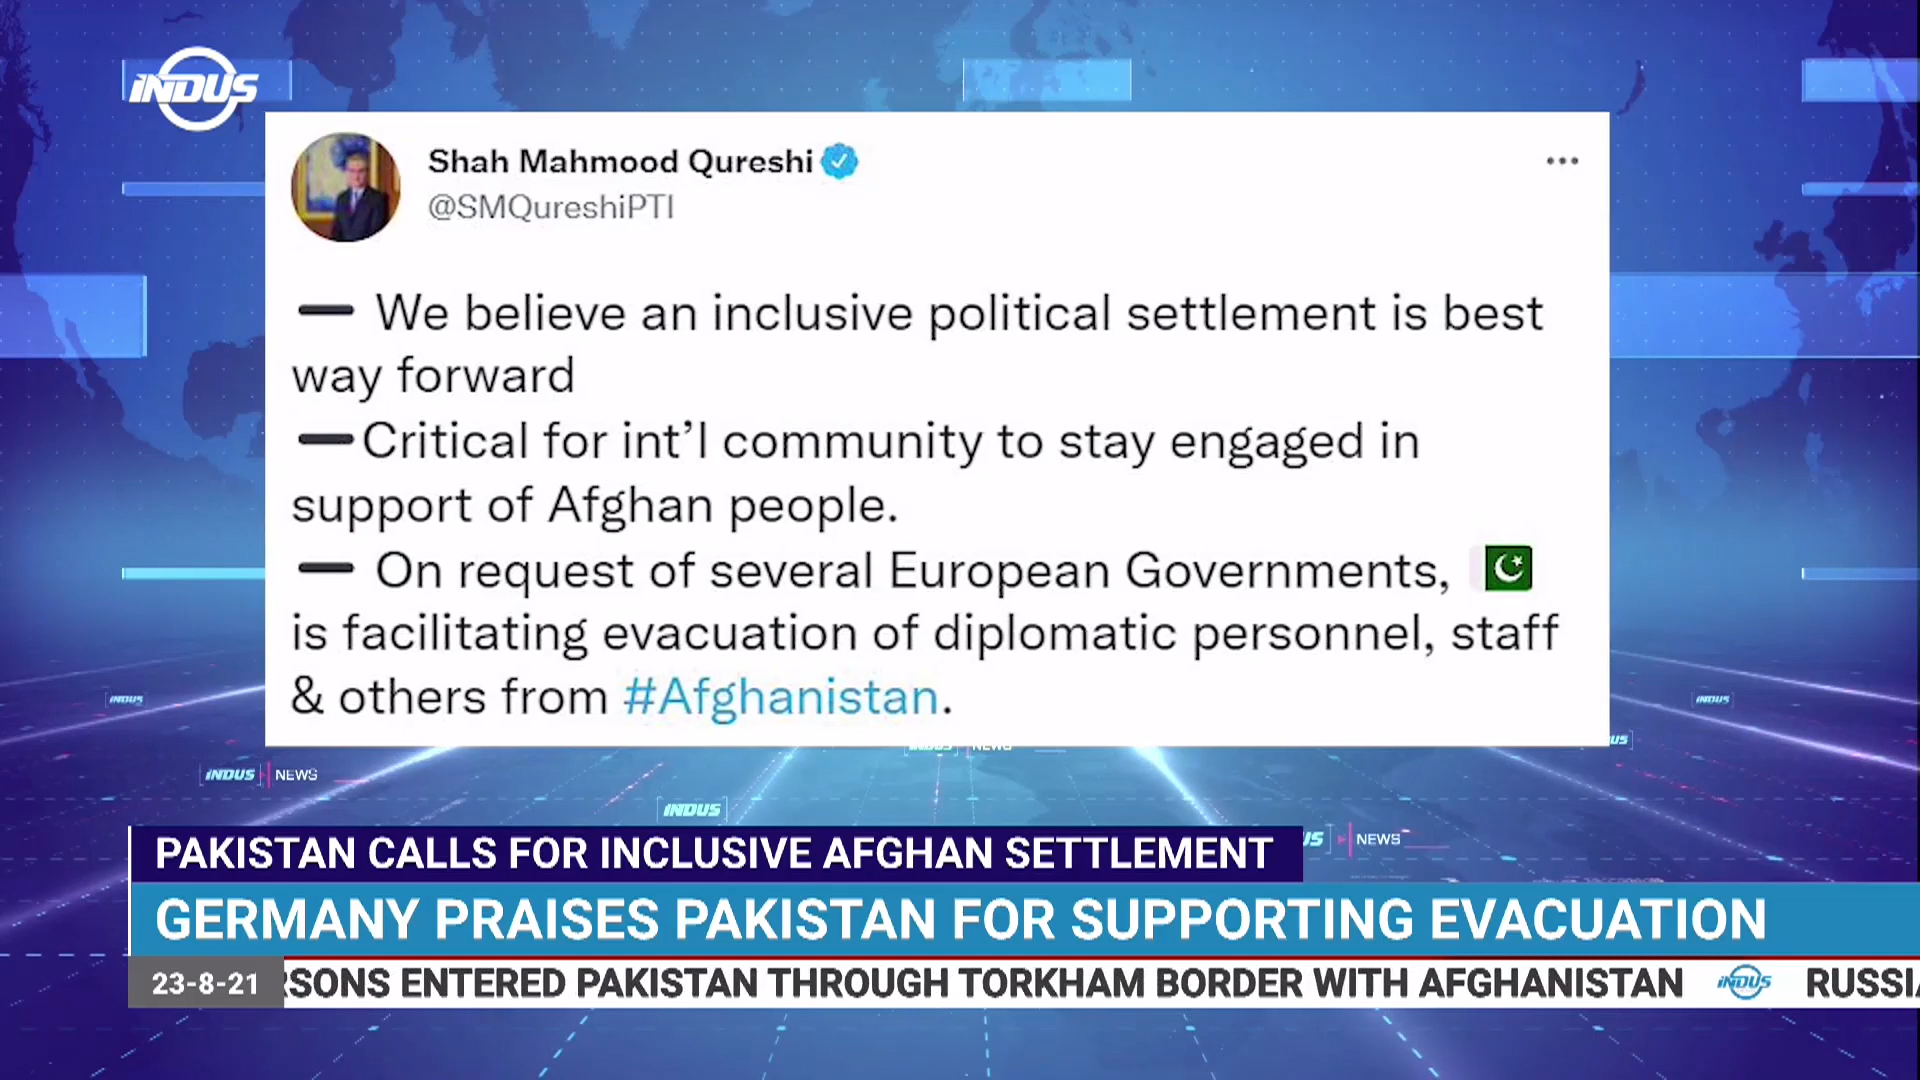 INDUS
Shah Mahmood Qureshi
@SMQureshiPTI
— We believe an inclusive political settlement is best
way forward
—Critical for int’l community to stay engaged in
support of Afghan people.
— On request of several European Governments, 🇵🇰
is facilitating evacuation of diplomatic personnel, staff
& others from #Afghanistan.
INDUS
INDUS
INDUS NEWS
INDUS
NEWS
PAKISTAN CALLS FOR INCLUSIVE AFGHAN SETTLEMENT
GERMANY PRAISES PAKISTAN FOR SUPPORTING EVACUATION
23-8-21
ENTERED PAKISTAN THROUGH TORKHAM BORDER WITH AFGHANISTAN INDUS